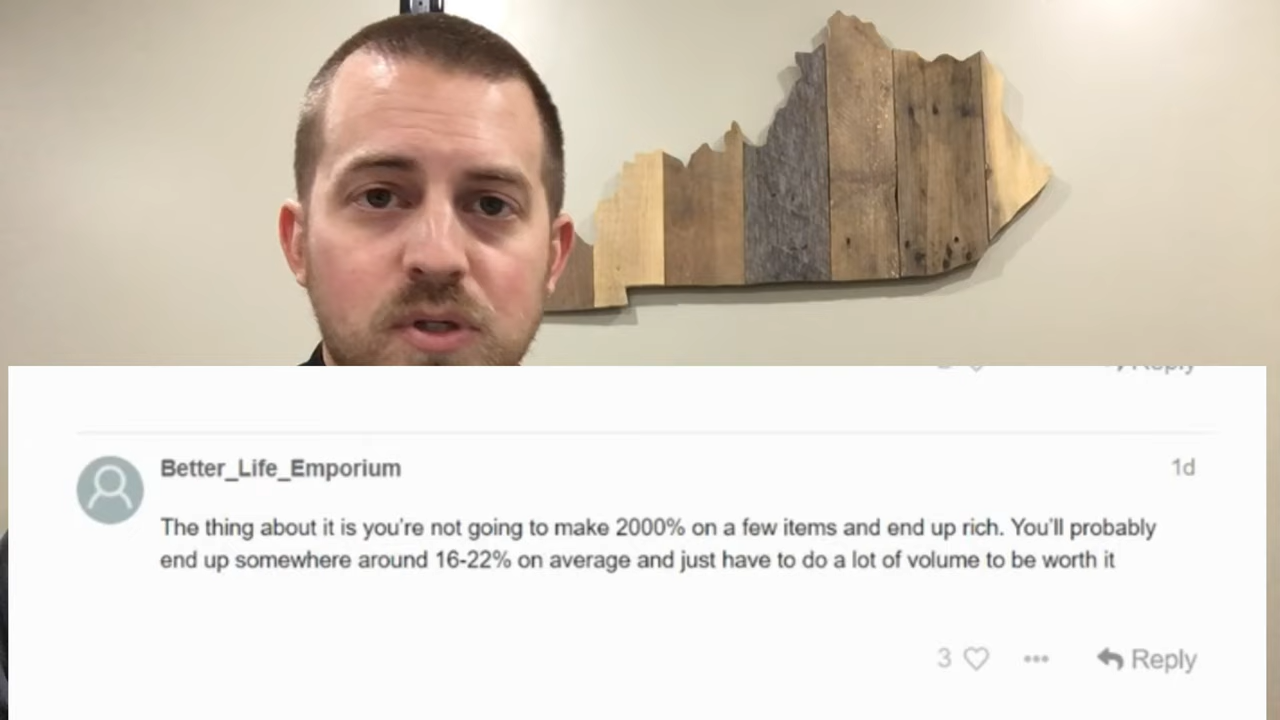 Reply
Better_Life_Emporium
1d
The thing about it is you're not going to make 2000% on a few items and end up rich. You'll probably
end up somewhere around 16-22% on average and just have to do a lot of volume to be worth it
3
Reply